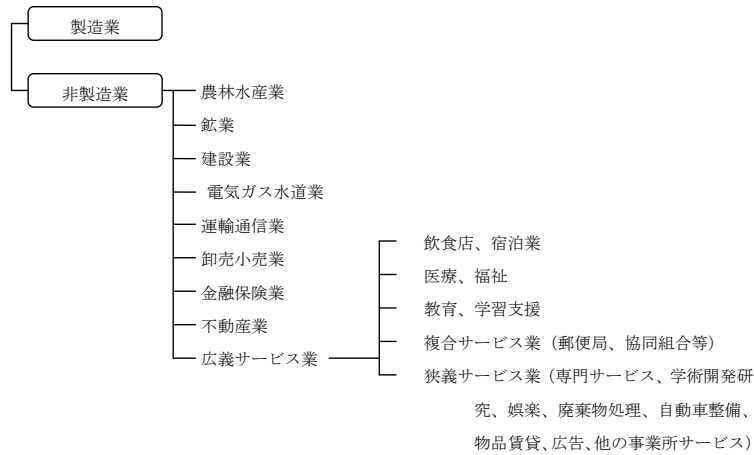 製造業
非製造業
農林水産業
鉱業
建設業
電気ガス水道業
運輸通信業
卸売小売業
金融保険業
不動産業
広義サービス業
飲食店、宿泊業
医療、福祉
教育、学習支援
複合サービス業（郵便局、協同組合等）
狭義サービス業（専門サービス、学術開発研
究、娯楽、廃棄物処理、自動車整備、
物品賃貸、広告、他の事業所サービス）